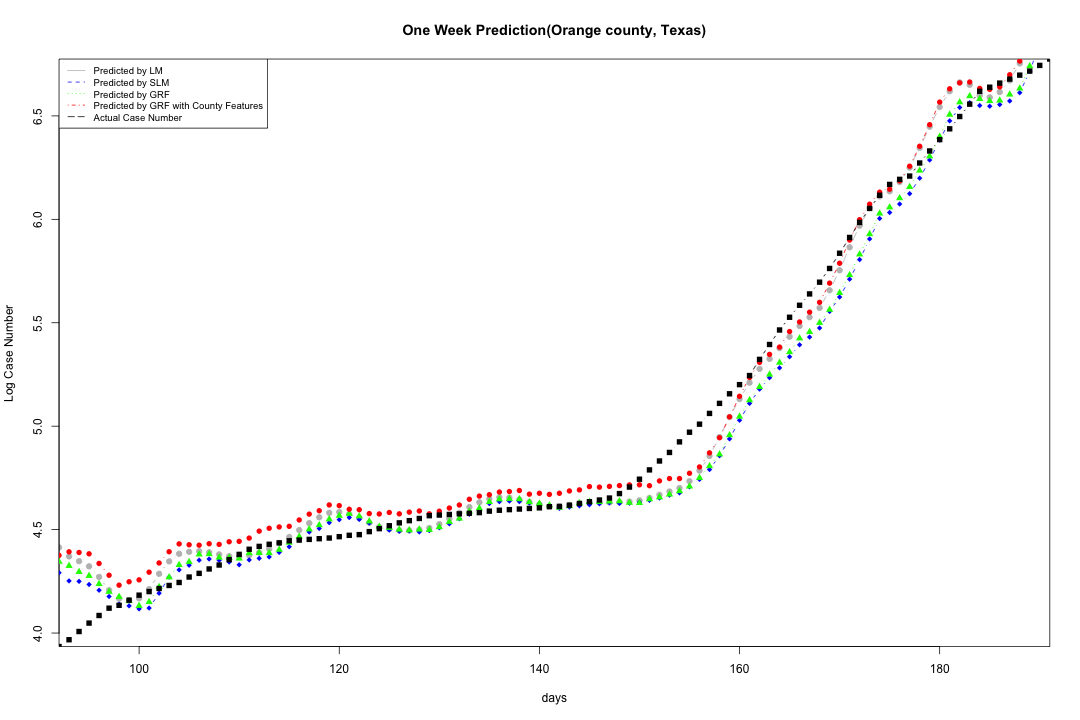 One Week Prediction(Orange county, Texas)
Predicted by LM
Predicted by SLM
Predicted by GRF
Predicted by GRF with County Features
Actual Case Number
6.5
6.0
5.5
5.0
4.5
4.0
Log Case Number
100 120 140 160 180
days